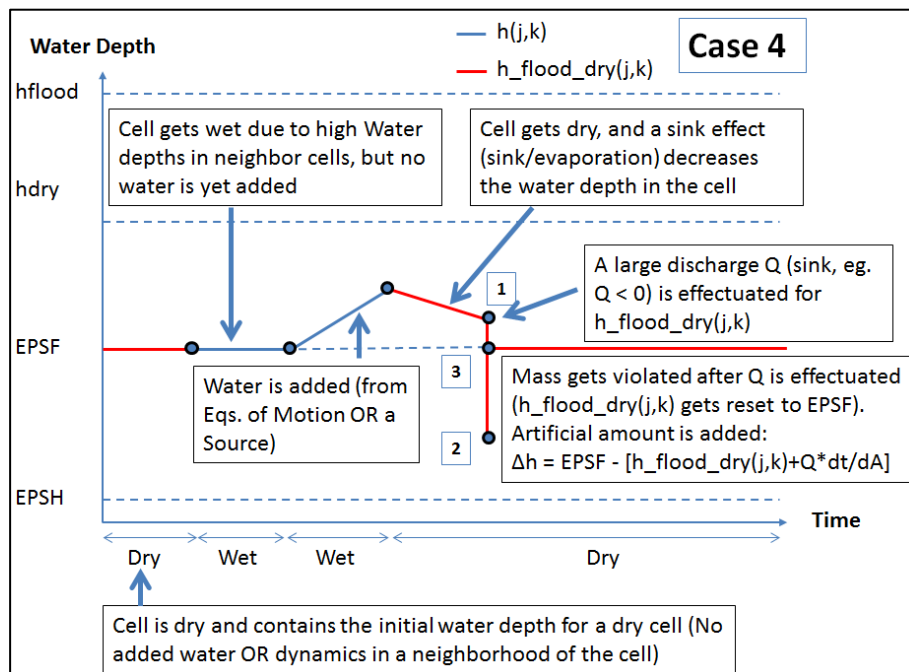 Water Depth
h(j,k)
h_flood_dry(j,k)
Case 4
hflood
Cell gets wet due to high Water
depths in neighbor cells, but no
water is yet added
Cell gets dry, and a sink effect
(sink/evaporation) decreases
the water depth in the cell
hdry
A large discharge Q (sink, eg.
Q < 0) is effectuated for
h_flood_dry(j,k)
1
EPSF
3
Water is added (from
Eqs. of Motion OR a
Source)
Mass gets violated after Q is effectuated
(h_flood_dry(j,k) gets reset to EPSF).
Artificial amount is added:
Δh = EPSF - [h_flood_dry(j,k)+Q*dt/dA]
2
EPSH
Time
Dry
Wet
Wet
Dry
Cell is dry and contains the initial water depth for a dry cell (No
added water OR dynamics in a neighborhood of the cell)